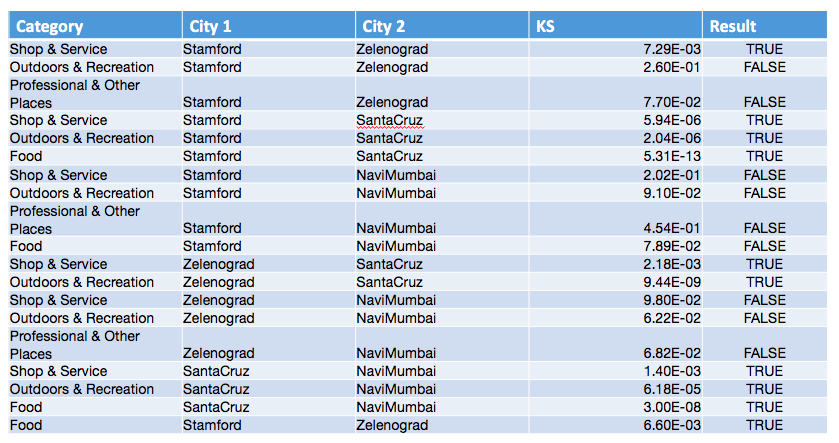 Category City 1 City 2 KS Result
Shop & Service Stamford Zelenograd 7.29E-03 TRUE
Outdoors & Recreation Stamford Zelenograd 2.60E-01 FALSE
Professional & Other
Places Stamford Zelenograd 7.70E-02 FALSE
Shop & Service Stamford SantaCruz 5.94E-06 TRUE
Outdoors & Recreation Stamford SantaCruz 2.04E-06 TRUE
Food Stamford SantaCruz 5.31E-13 TRUE
Shop & Service Stamford NaviMumbai 2.02E-01 FALSE
Outdoors & Recreation Stamford NaviMumbai 9.10E-02 FALSE
Professional & Other
Places Stamford NaviMumbai 4.54E-01 FALSE
Food Stamford NaviMumbai 7.89E-02 FALSE
Shop & Service Zelenograd SantaCruz 2.18E-03 TRUE
Outdoors & Recreation Zelenograd SantaCruz 9.44E-09 TRUE
Shop & Service Zelenograd NaviMumbai 9.80E-02 FALSE
Outdoors & Recreation Zelenograd NaviMumbai 6.22E-02 FALSE
Professional & Other
Places Zelenograd NaviMumbai 6.82E-02 FALSE
Shop & Service SantaCruz NaviMumbai 1.40E-03 TRUE
Outdoors & Recreation SantaCruz NaviMumbai 6.18E-05 TRUE
Food SantaCruz NaviMumbai 3.00E-08 TRUE
Food Stamford Zelenograd 6.60E-03 TRUE